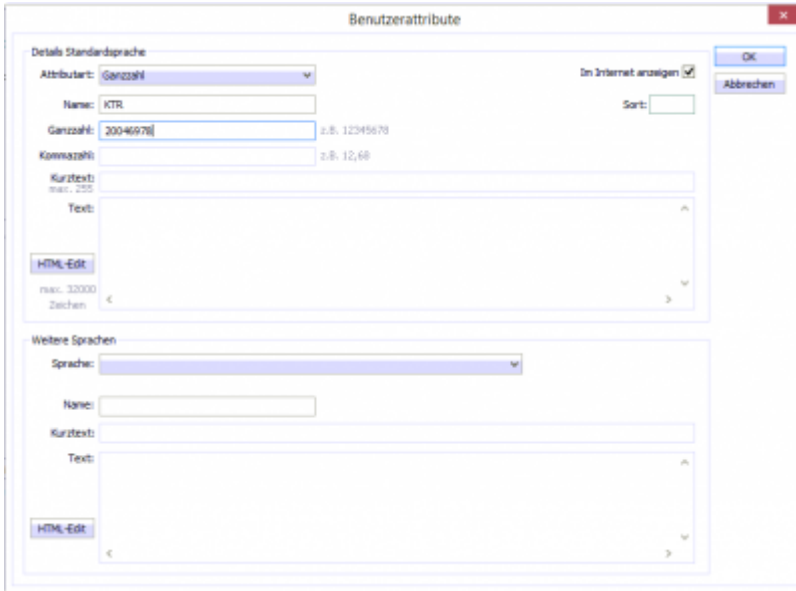 Benutzerattribute
Details Standardsprache
OK
Attributart: Ganzzahl
Im Internet anzeigen
Abbrechen
Name: KTR
Sort:
Ganzzahl: 20046978 z.B. 12345678
Kommazahl: z.B. 12,68
Kurztext:
max. 255
Text:
HTML-Edit
max. 32000
Zeichen
Weitere Sprachen
Sprache:
Name:
Kurztext:
Text:
HTML-Edit